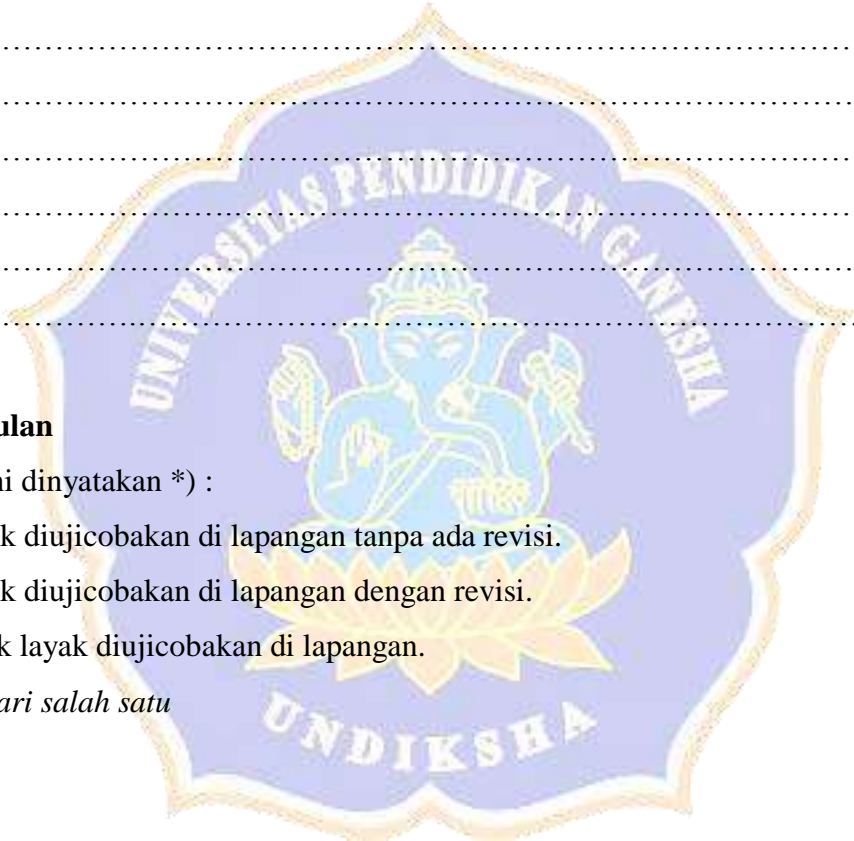 ……………………………………………………………………………
……………………………………………………………………………
……………………………………………………………………………
……………………………………………………………………………
……………………………………………………………………………
……………………………………………………………………………
UNIVERSITAS PENDIDIKAN GANESHA
ulan
ni dinyatakan *) :
k diujicobakan di lapangan tanpa ada revisi.
k diujicobakan di lapangan dengan revisi.
k layak diujicobakan di lapangan.
ari salah satu
UNDIKSHA